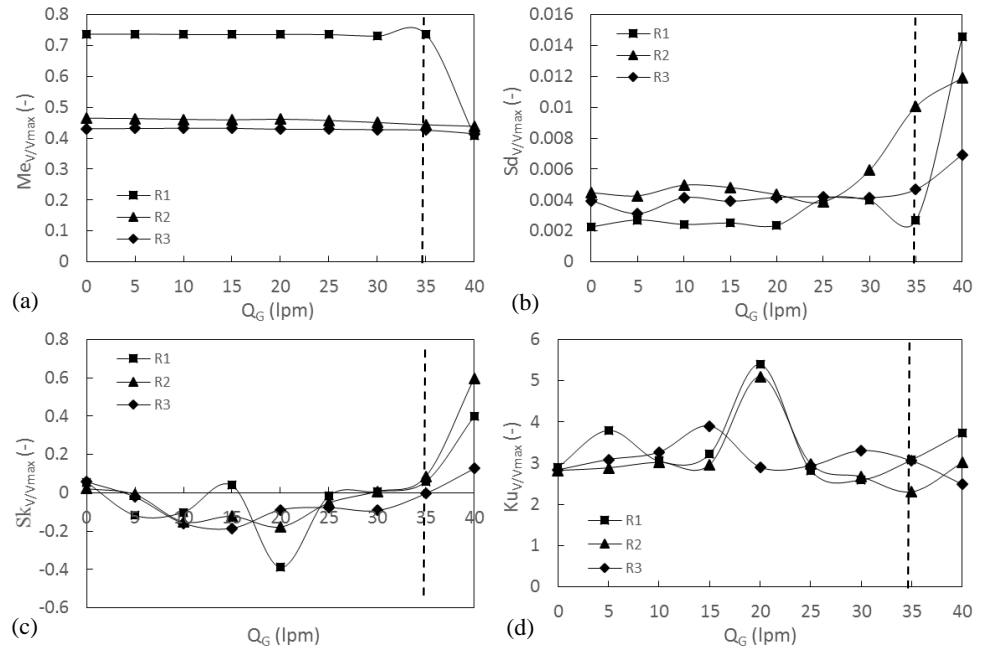 0.8
0.7
0.6
0.5
0.4
0.3
0.2
0.1
0
Me V/Vmax (-)
R1
R2
R3
0 5 10 15 20 25 30 35 40
(a) Q_G (lpm)
0.016
0.014
0.012
0.01
0.008
0.006
0.004
0.002
0
Sd V/Vmax (-)
R1
R2
R3
0 5 10 15 20 25 30 35 40
(b) Q_G (lpm)
0.8
0.6
0.4
0.2
0
-0.2
-0.4
-0.6
Sk V/Vmax (-)
R1
R2
R3
0 5 10 15 20 25 30 35 40
(c) Q_G (lpm)
6
5
4
3
2
1
0
Ku V/Vmax (-)
R1
R2
R3
0 5 10 15 20 25 30 35 40
(d) Q_G (lpm)